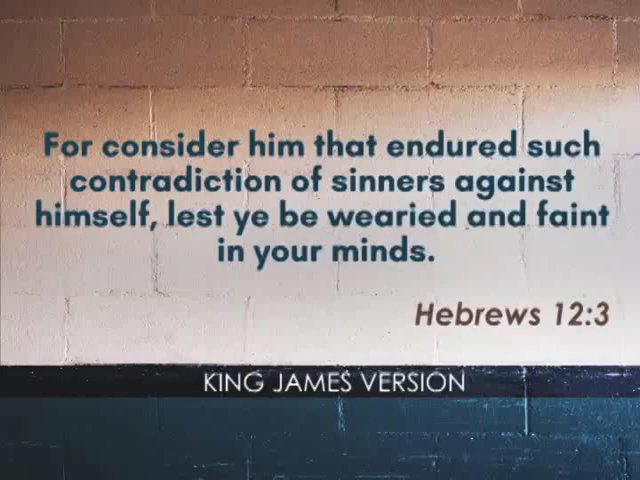 For consider him that endured such
contradiction of sinners against
himself, lest ye be wearied and faint
in your minds.
Hebrews 12:3
KING JAMES VERSION